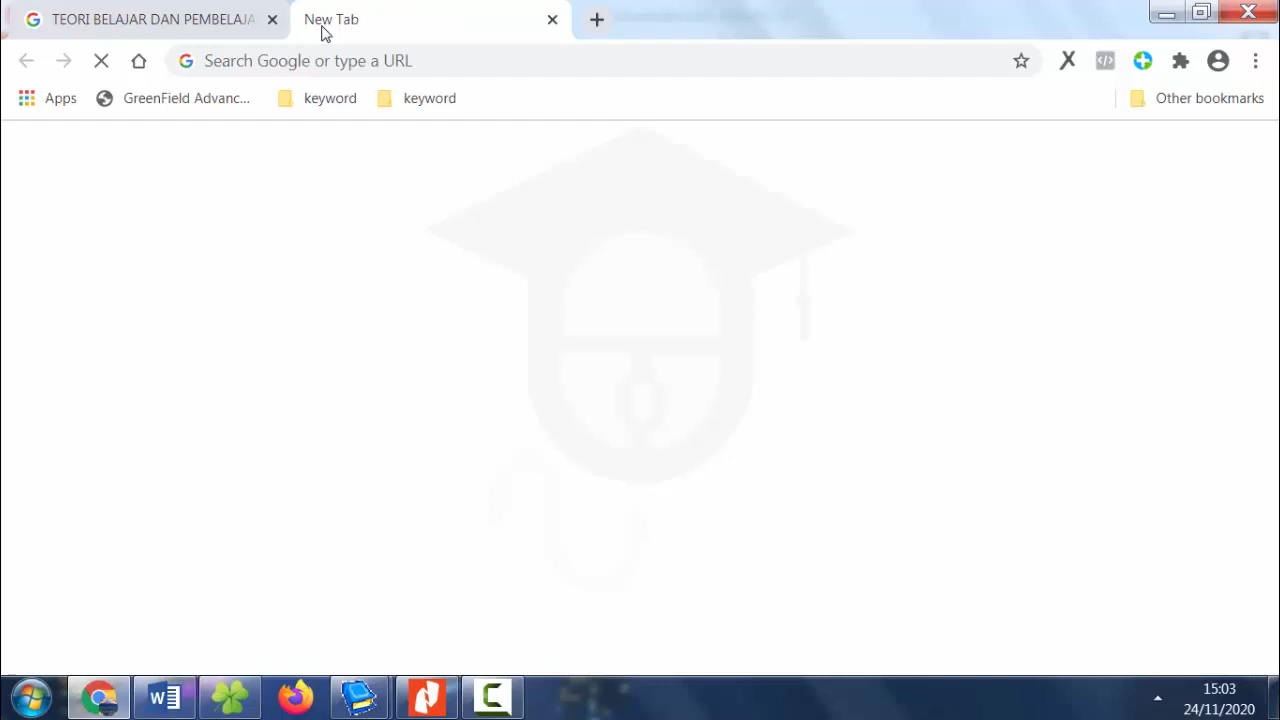 TEORI BELAJAR DAN PEMBELAJA
New Tab
Search Google or type a URL
Apps
GreenField Advanc...
keyword
keyword
Other bookmarks
15:03
24/11/2020